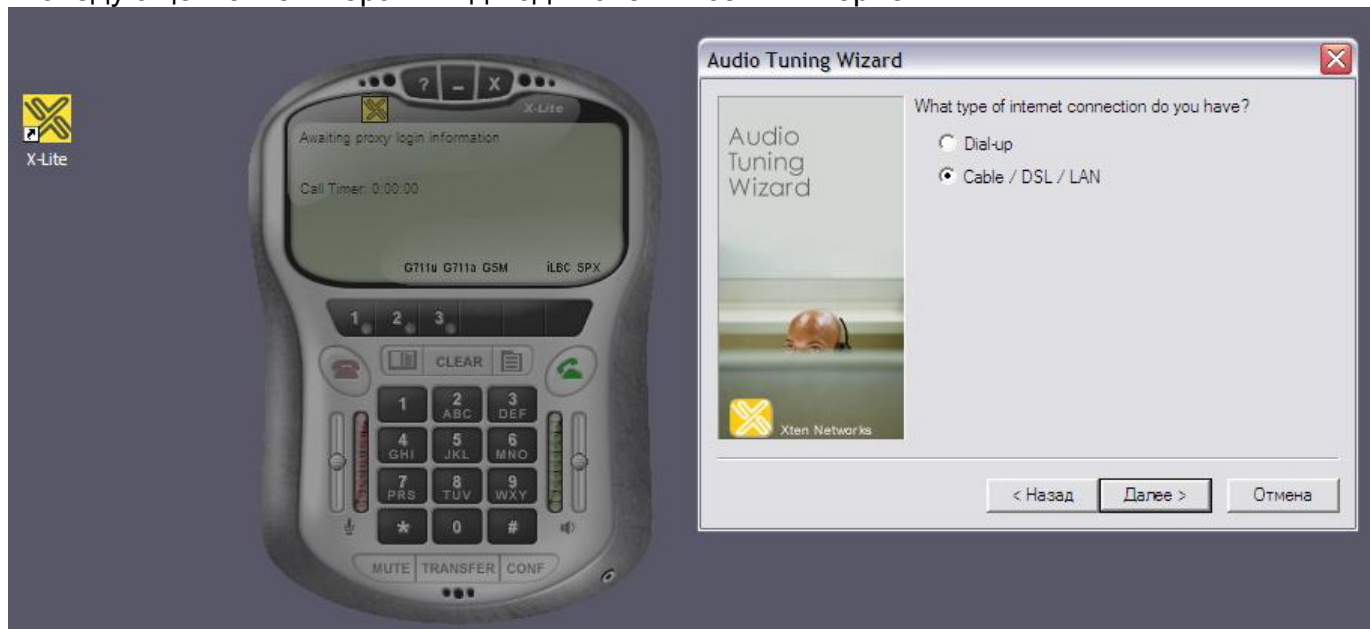 X-Lite
? - X
X-Lite
Awaiting proxy login information
Call Timer: 0:00:00
G711u G711a GSM iLBC SPX
1 2 3
CLEAR
1 2 3
ABC DEF
4 5 6
GHI JKL MNO
7 8 9
PRS TUV WXY
* 0 #
MUTE TRANSFER CONF
Audio Tuning Wizard
Audio
Tuning
Wizard
Xten Networks
What type of internet connection do you have?
Dial-up
Cable / DSL / LAN
< Назад Далее > Отмена